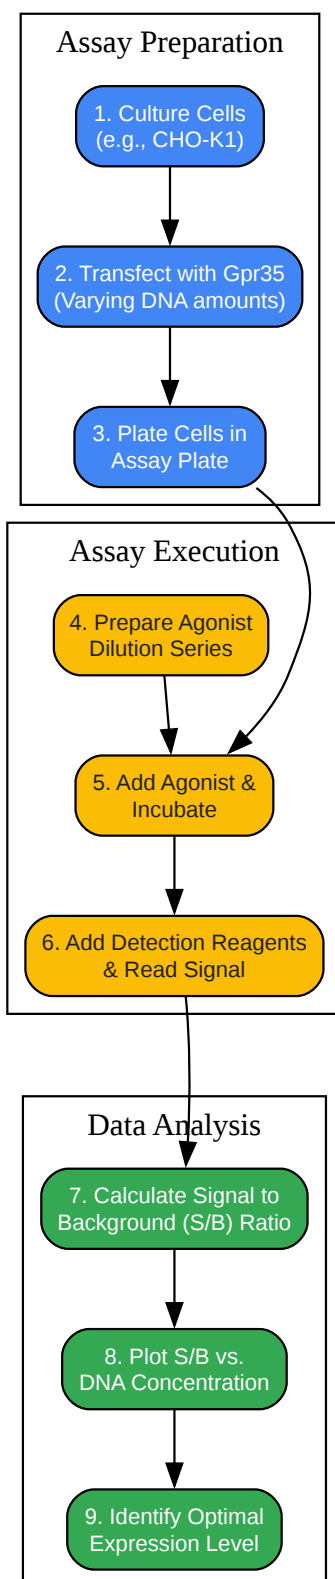 Assay Preparation
1. Culture Cells
(e.g., CHO-K1)
2. Transfect with Gpr35
(Varying DNA amounts)
3. Plate Cells in
Assay Plate
Assay Execution
4. Prepare Agonist
Dilution Series
5. Add Agonist &
Incubate
6. Add Detection Reagents
& Read Signal
Data Analysis
7. Calculate Signal to
Background (S/B) Ratio
8. Plot S/B vs.
DNA Concentration
9. Identify Optimal
Expression Level